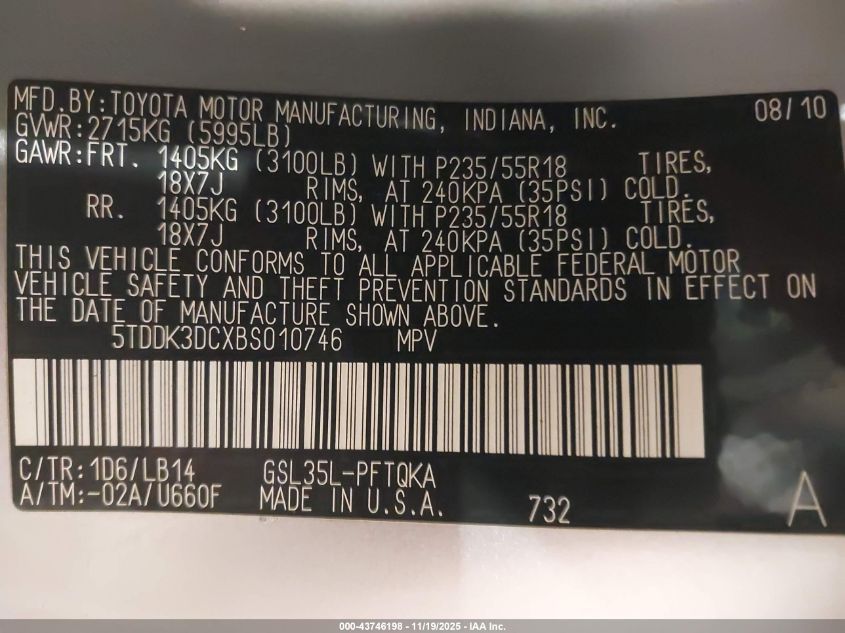 MFD.BY:TOYOTA MOTOR MANUFACTURING, INDIANA, INC. 08/10
GVWR:2715KG (5995LB)
GAWR:FRT. 1405KG (3100LB) WITH P235/55R18 TIRES,
18X7J RIMS, AT 240KPA (35PSI) COLD.
RR. 1405KG (3100LB) WITH P235/55R18 TIRES,
18X7J RIMS, AT 240KPA (35PSI) COLD.
THIS VEHICLE CONFORMS TO ALL APPLICABLE FEDERAL MOTOR
VEHICLE SAFETY AND THEFT PREVENTION STANDARDS IN EFFECT ON
THE DATE OF MANUFACTURE SHOWN ABOVE.
5TDDK3DCXBS010746 MPV
C/TR:1D6/LB14 GSL35L-PFTQKA
A/TM:-02A/U660F MADE IN U.S.A. 732 A
000-43746198 - 11/19/2025 - IAA Inc.